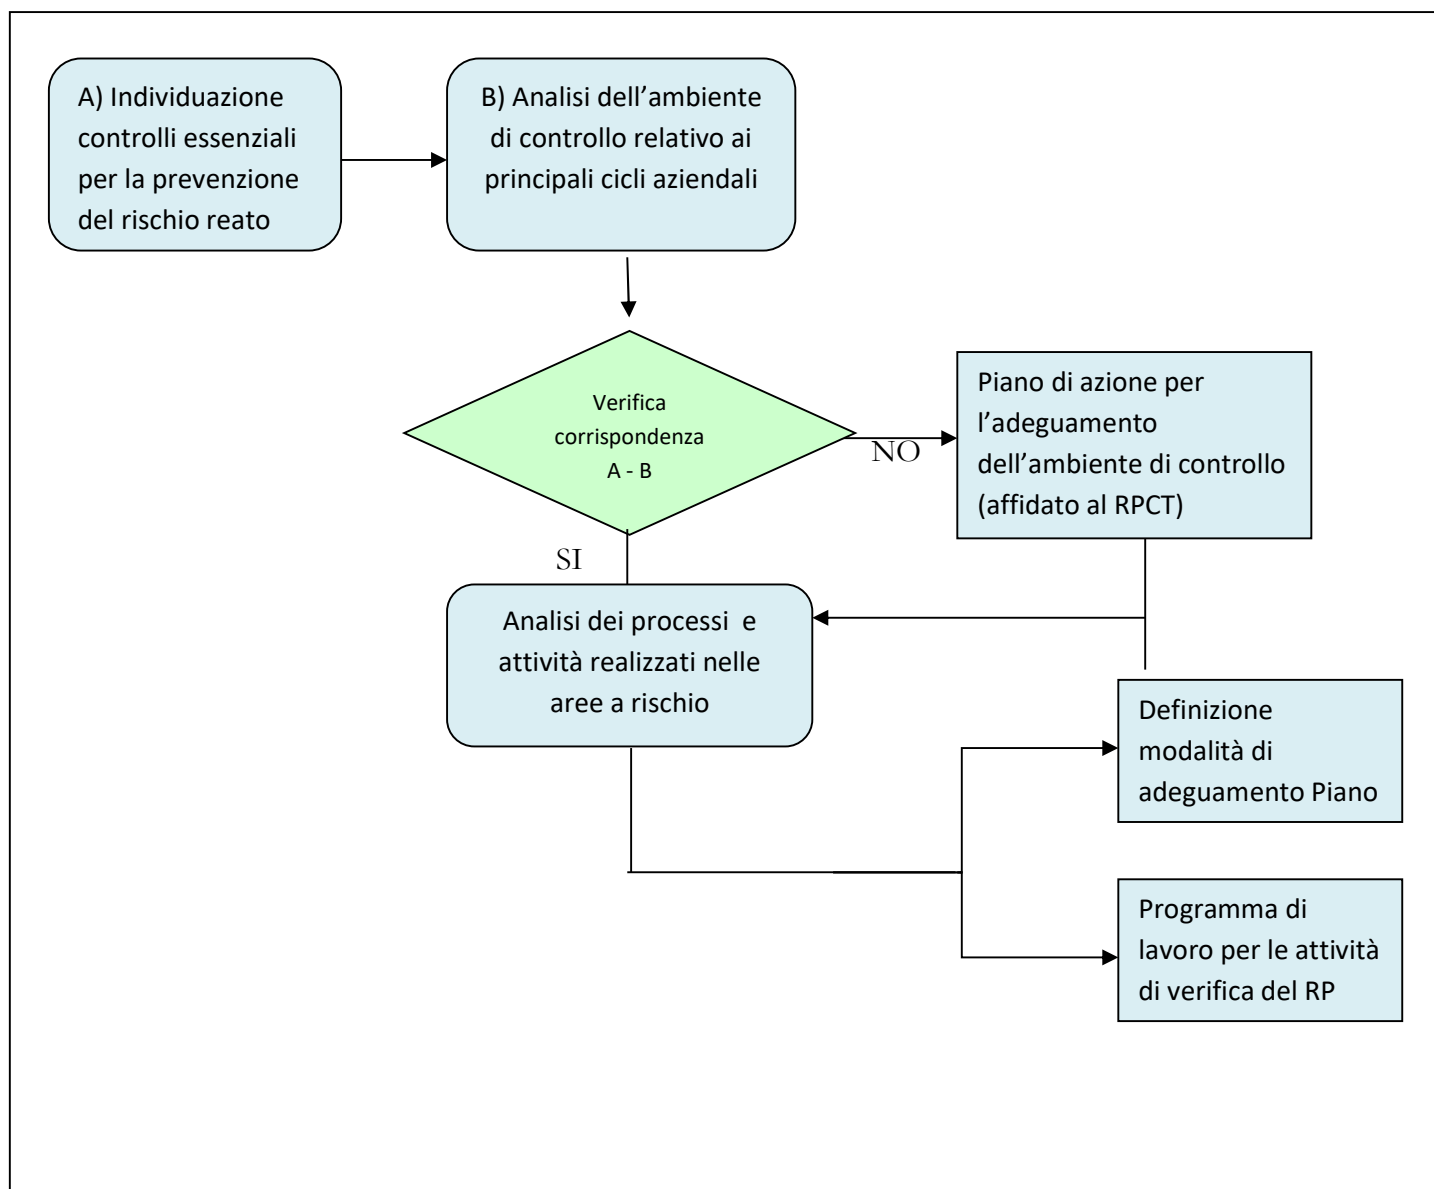 A) Individuazione
controlli essenziali
per la prevenzione
del rischio reato
B) Analisi dell’ambiente
di controllo relativo ai
principali cicli aziendali
Verifica
corrispondenza
A - B
NO
Piano di azione per
l’adeguamento
dell’ambiente di controllo
(affidato al RPCT)
SI
Analisi dei processi e
attività realizzati nelle
aree a rischio
Definizione
modalità di
adeguamento Piano
Programma di
lavoro per le attività
di verifica del RP